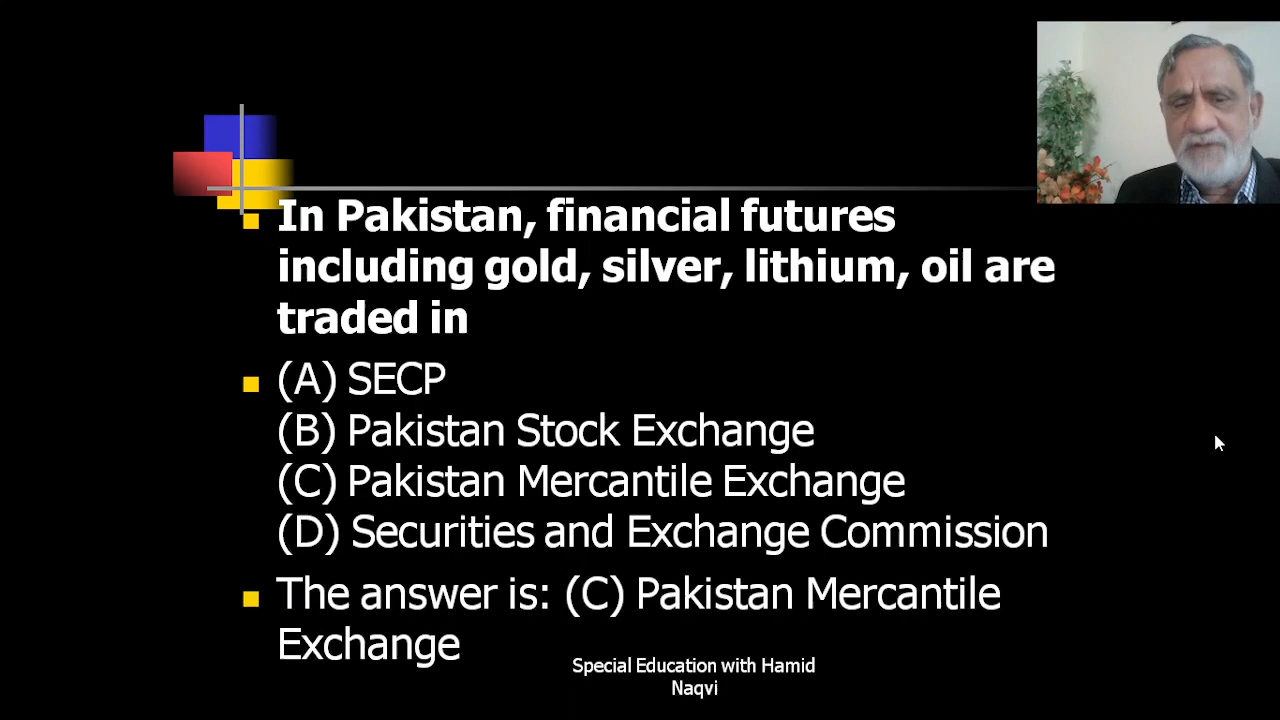 In Pakistan, financial futures
including gold, silver, lithium, oil are
traded in
(A) SECP
(B) Pakistan Stock Exchange
(C) Pakistan Mercantile Exchange
(D) Securities and Exchange Commission
The answer is: (C) Pakistan Mercantile
Exchange
Special Education with Hamid
Naqvi